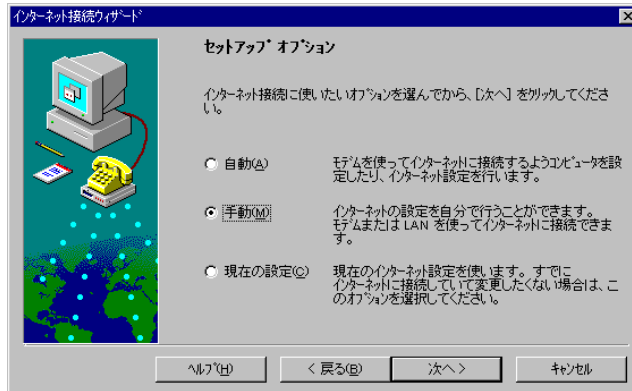 インターネット接続ウィザード
セットアップ オプション
インターネット接続に使いたいオプションを選んでから、[次へ] をクリックしてくださ
い。
自動(A)
モデムを使ってインターネットに接続するようコンピュータを設
定したり、インターネット設定を行います。
手動(M)
インターネットの設定を自分で行うことができます。
モデムまたは LAN を使ってインターネットに接続できま
す。
現在の設定(C)
現在のインターネット設定を使います。すでに
インターネットに接続していて変更したくない場合は、こ
のオプションを選択してください。
ヘルプ(H)
< 戻る(B)
次へ >
キャンセル